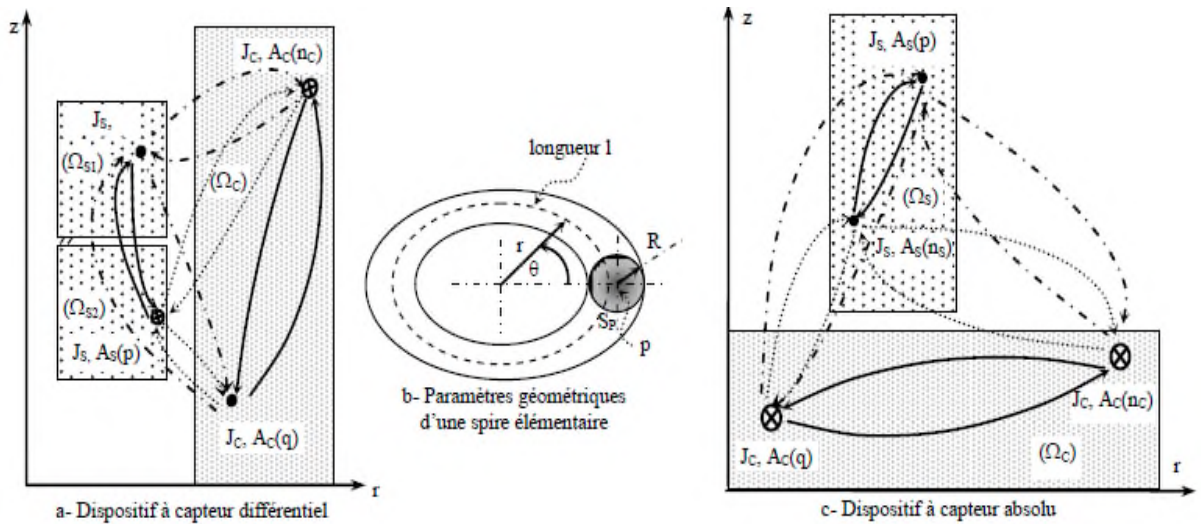 z
J_C, A_C(n_C)
J_S,
(Ω_S1)
(Ω_C)
(Ω_S2)
J_S, A_S(p)
J_C, A_C(q)
r
a- Dispositif à capteur différentiel
longueur l
r
θ
R
S_P
p
b- Paramètres géométriques
d'une spire élémentaire
z
J_S, A_S(p)
(Ω_S)
J_S, A_S(n_S)
J_C, A_C(n_C)
J_C, A_C(q)
(Ω_C)
r
c- Dispositif à capteur absolu